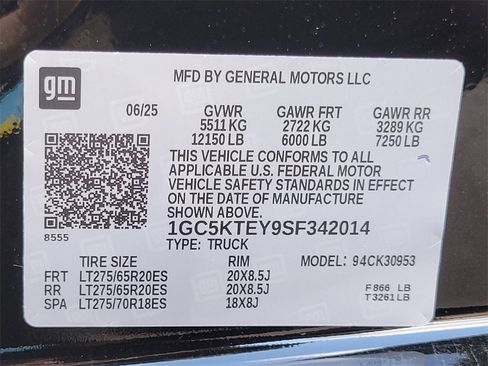 gm
MFD BY GENERAL MOTORS LLC
06/25 GVWR GAWR FRT GAWR RR
5511 KG 2722 KG 3289 KG
12150 LB 6000 LB 7250 LB
THIS VEHICLE CONFORMS TO ALL
APPLICABLE U.S. FEDERAL MOTOR
VEHICLE SAFETY STANDARDS IN EFFECT
ON THE DATE OF MANUFACTURE
SHOWN ABOVE.
8555 1GC5KTEY9SF342014
TYPE: TRUCK
TIRE SIZE RIM MODEL: 94CK30953
FRT LT275/65R20ES 20X8.5J
RR LT275/65R20ES 20X8.5J F866 LB
SPA LT275/70R18ES 18X8J T3261LB